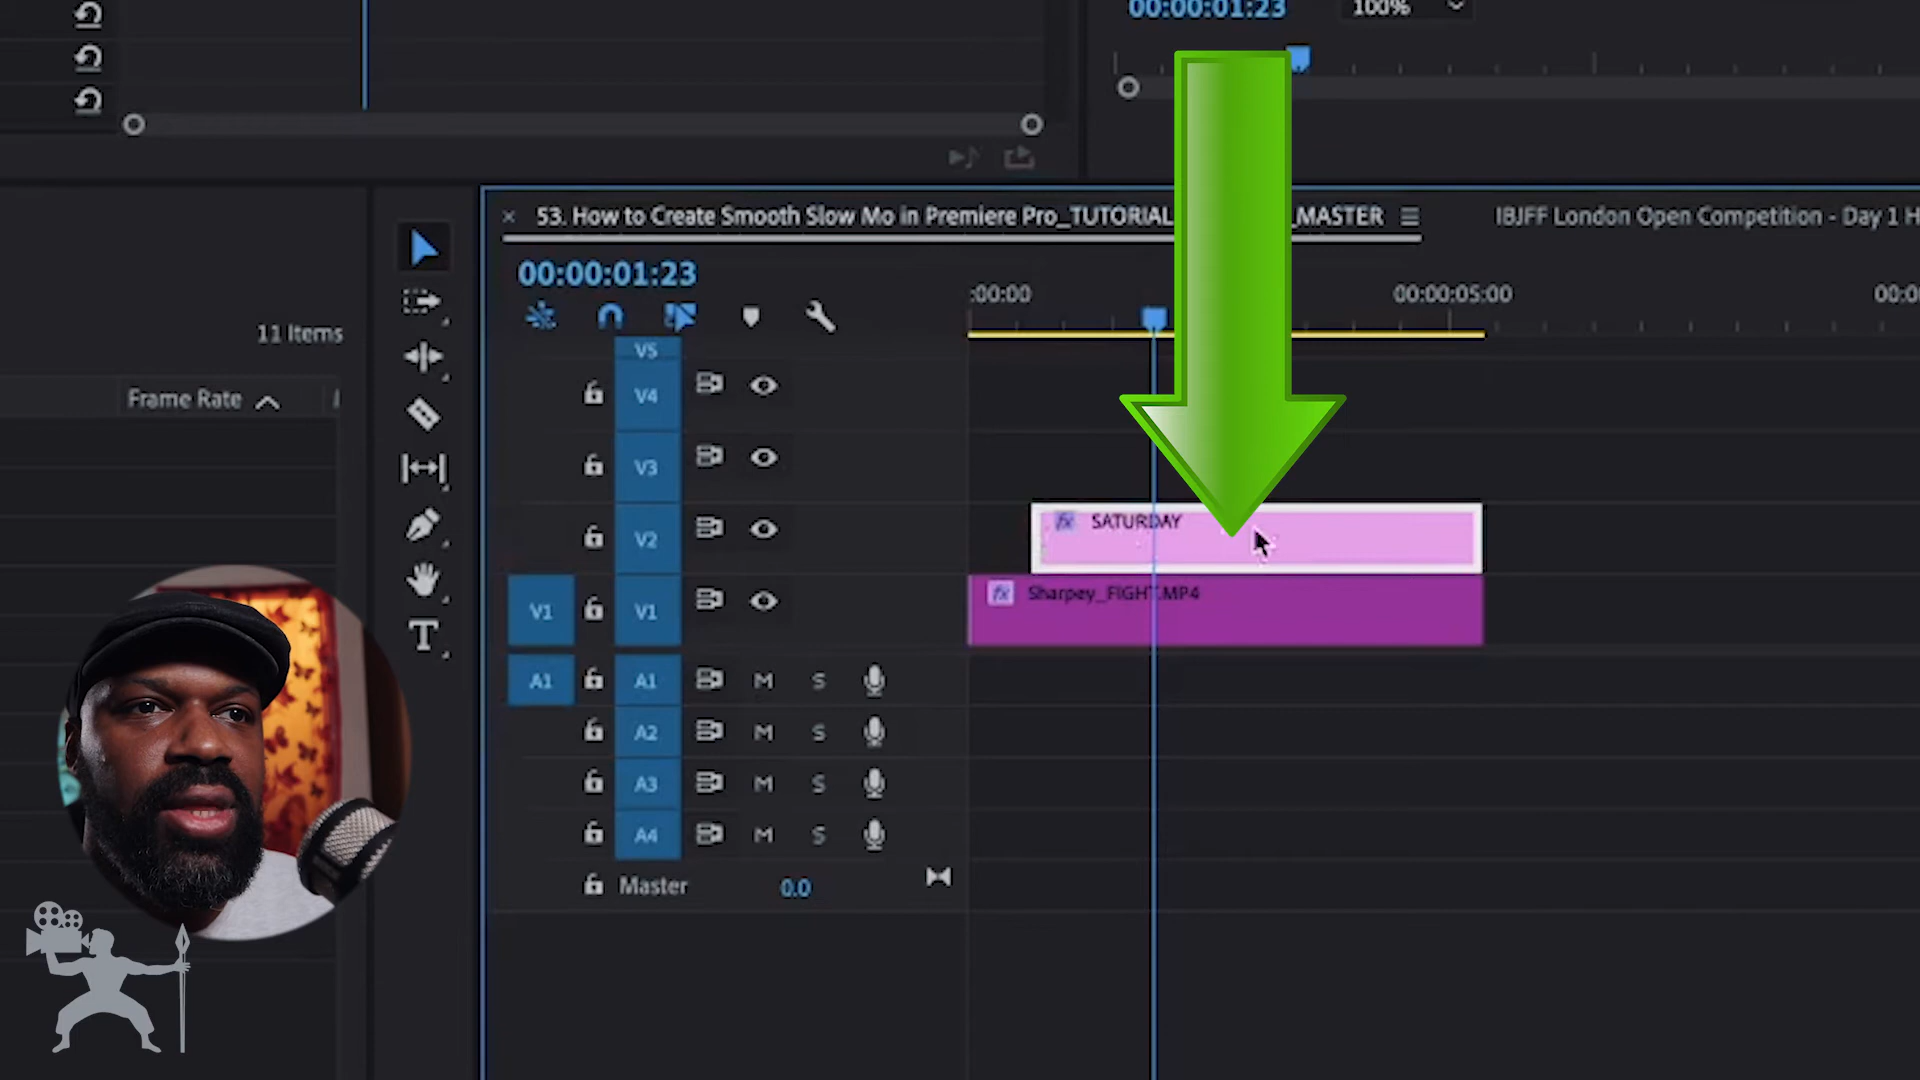 00:00:01:23
100%
53. How to Create Smooth Slow Mo in Premiere Pro_TUTORIAL
_MASTER
IBJFF London Open Competition - Day 1 H
00:00:01:23
:00:00
00:00:05:00
00:0
11 Items
Frame Rate
V5
V4
V3
V2
SATURDAY
V1
V1
fx
Sharpey_FIGHT.MP4
A1
A1
M
S
A2
M
S
A3
M
S
A4
M
S
Master
0.0